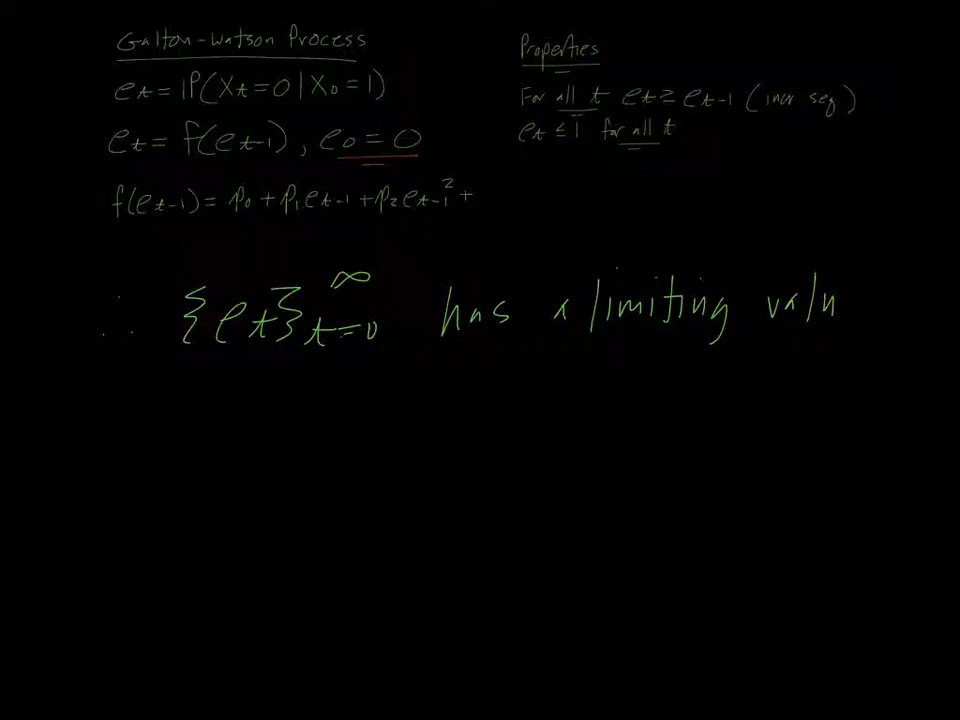 Galton-Watson Process
e_t = P(X_t = 0 | X_0 = 1)
e_t = f(e_{t-1}), e_0 = 0
f(e_{t-1}) = p_0 + p_1 e_{t-1} + p_2 e_{t-1}^2 +
Properties
For all t e_t ≥ e_{t-1} (incr seq)
e_t ≤ 1 for all t
∴ {e_t}_{t=0}^∞ has a limiting valu